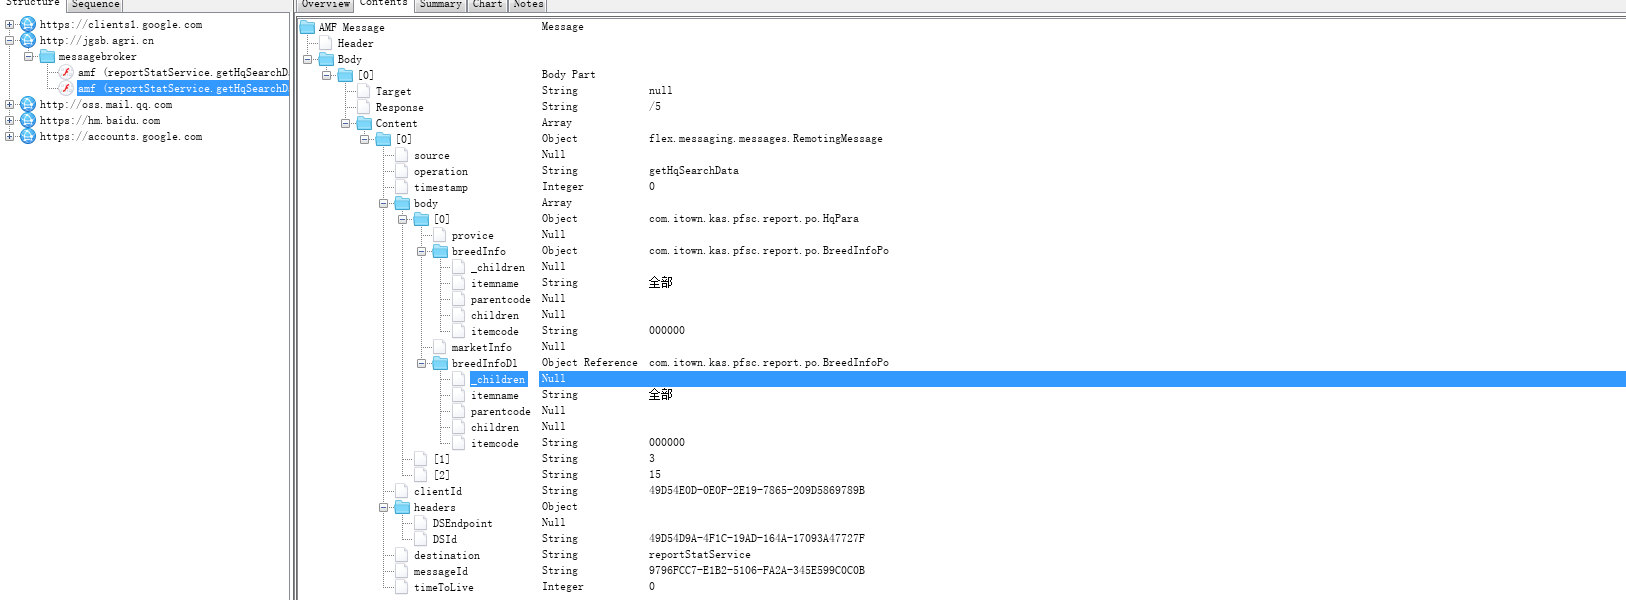 Structure Sequence
Overview Contents Summary Chart Notes
https://clients1.google.com
http://jgsb.agri.cn
messagebroker
amf (reportStatService.getHqSearchD
amf (reportStatService.getHqSearchD
http://oss.mail.qq.com
https://hm.baidu.com
https://accounts.google.com
AMF Message Message
Header
Body
[0] Body Part
Target String null
Response String /5
Content Array
[0] Object flex.messaging.messages.RemotingMessage
source Null
operation String getHqSearchData
timestamp Integer 0
body Array
[0] Object com.itown.kas.pfsc.report.po.HqPara
provice Null
breedInfo Object com.itown.kas.pfsc.report.po.BreedInfoPo
_children Null
itemname String 全部
parentcode Null
children Null
itemcode String 000000
marketInfo Null
breedInfoDl Object Reference com.itown.kas.pfsc.report.po.BreedInfoPo
_children Null
itemname String 全部
parentcode Null
children Null
itemcode String 000000
[1] String 3
[2] String 15
clientId String 49D54E0D-0E0F-2E19-7865-209D5869789B
headers Object
DSEndpoint Null
DSId String 49D54D9A-4F1C-19AD-164A-17093A47727F
destination String reportStatService
messageId String 9796FCC7-E1B2-5106-FA2A-345E599C0C0B
timeToLive Integer 0